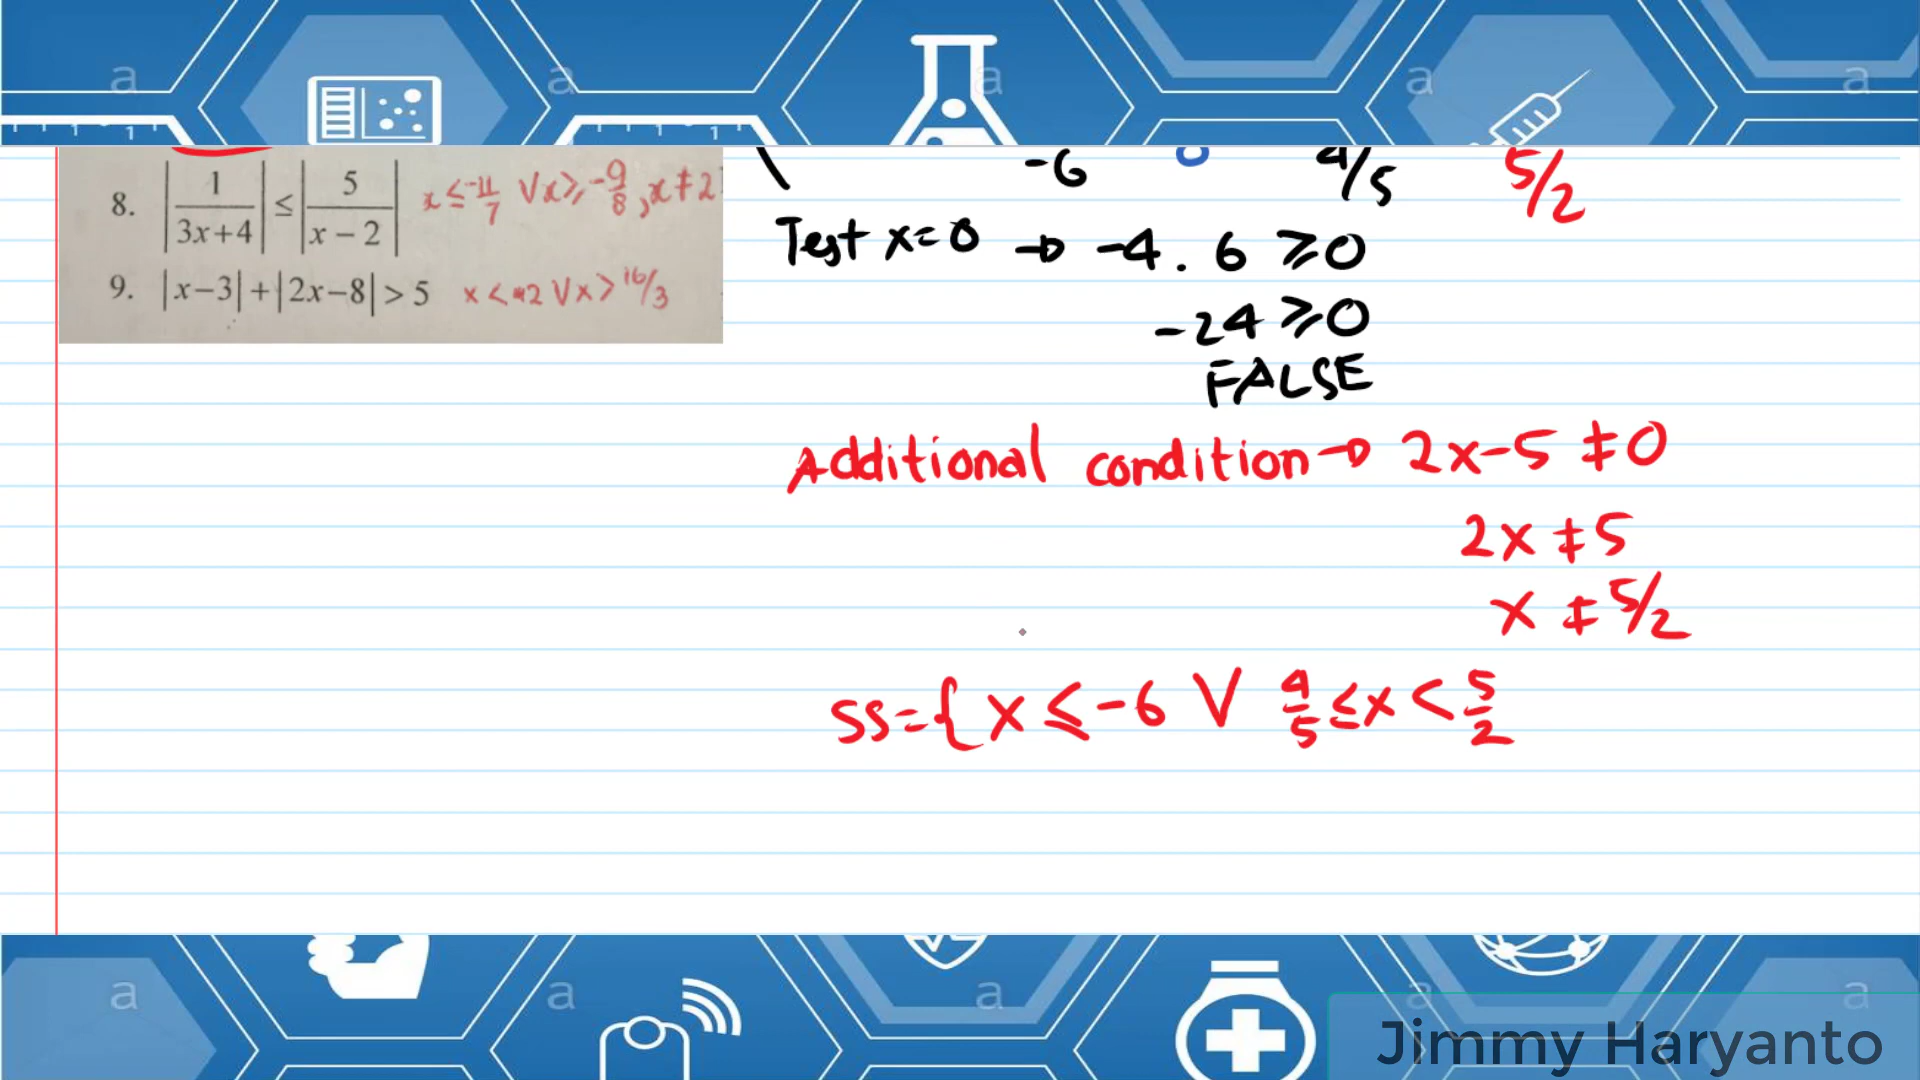 8. |1/(3x+4)| ≤ |5/(x-2)| x ≤ -11/7 ∨ x ≥ -9/8, x ≠ 2
9. |x-3|+|2x-8| > 5 x < 2 ∨ x > 16/3
-6 0 4/5 5/2
Test x=0 → -4 . 6 ≥ 0
-24 ≥ 0
FALSE
Additional condition → 2x-5 ≠ 0
2x ≠ 5
x ≠ 5/2
SS = { x ≤ -6 ∨ 4/5 ≤ x < 5/2
Jimmy Haryanto